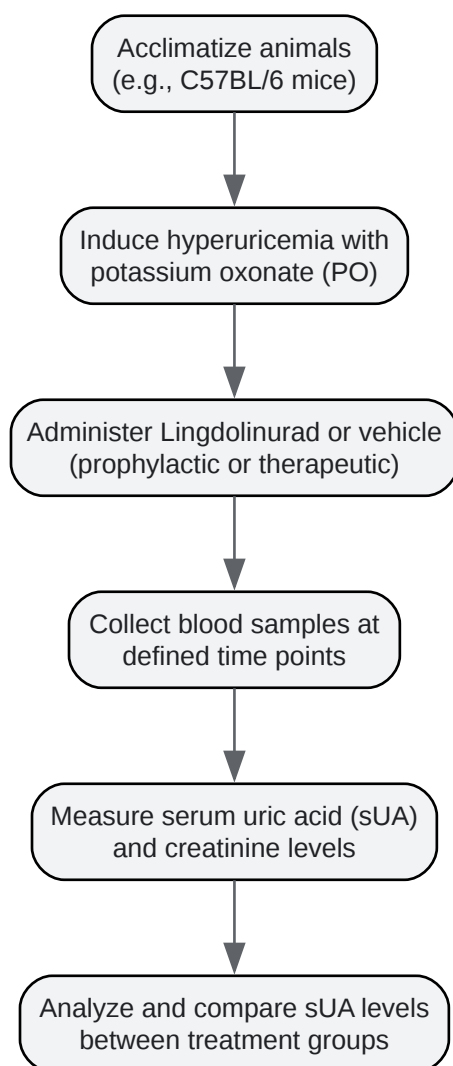 Acclimatize animals
(e.g., C57BL/6 mice)
Induce hyperuricemia with
potassium oxonate (PO)
Administer Lingdolinurad or vehicle
(prophylactic or therapeutic)
Collect blood samples at
defined time points
Measure serum uric acid (sUA)
and creatinine levels
Analyze and compare sUA levels
between treatment groups